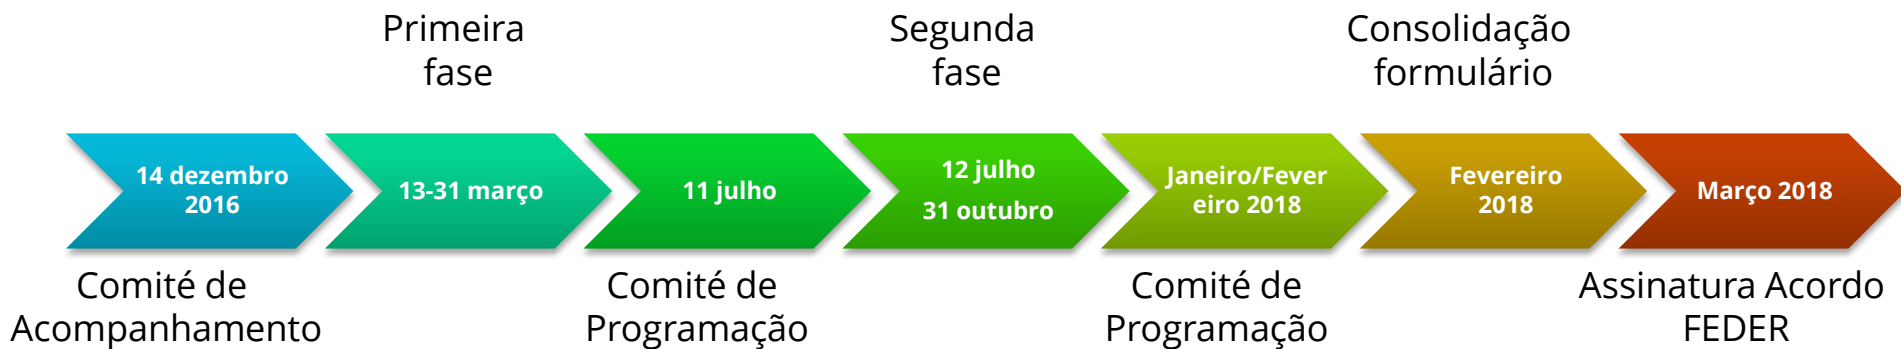 Primeira
fase
Segunda
fase
Consolidação
formulário
14 dezembro
2016
13-31 março
11 julho
12 julho
31 outubro
Janeiro/Fever
eiro 2018
Fevereiro
2018
Março 2018
Comité de
Acompanhamento
Comité de
Programação
Comité de
Programação
Assinatura Acordo
FEDER